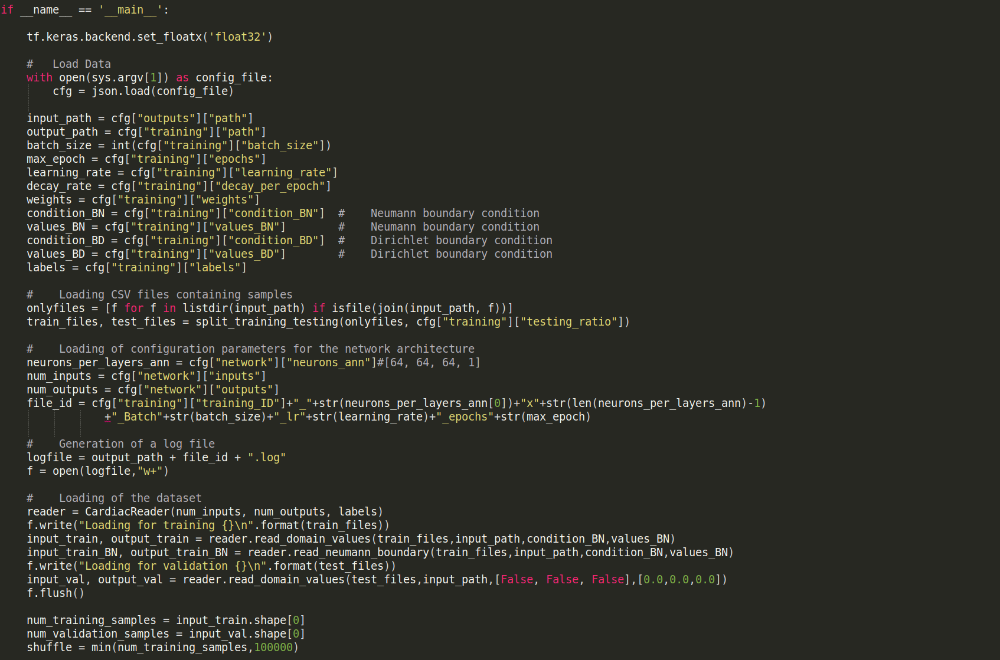 if __name__ == '__main__':
tf.keras.backend.set_floatx('float32')
#   Load Data
with open(sys.argv[1]) as config_file:
cfg = json.load(config_file)
input_path = cfg["outputs"]["path"]
output_path = cfg["training"]["path"]
batch_size = int(cfg["training"]["batch_size"])
max_epoch = cfg["training"]["epochs"]
learning_rate = cfg["training"]["learning_rate"]
decay_rate = cfg["training"]["decay_per_epoch"]
weights = cfg["training"]["weights"]
condition_BN = cfg["training"]["condition_BN"]  #    Neumann boundary condition
values_BN = cfg["training"]["values_BN"]        #    Neumann boundary condition
condition_BD = cfg["training"]["condition_BD"]  #    Dirichlet boundary condition
values_BD = cfg["training"]["values_BD"]        #    Dirichlet boundary condition
labels = cfg["training"]["labels"]
#    Loading CSV files containing samples
onlyfiles = [f for f in listdir(input_path) if isfile(join(input_path, f))]
train_files, test_files = split_training_testing(onlyfiles, cfg["training"]["testing_ratio"])
#    Loading of configuration parameters for the network architecture
neurons_per_layers_ann = cfg["network"]["neurons_ann"]#[64, 64, 64, 1]
num_inputs = cfg["network"]["inputs"]
num_outputs = cfg["network"]["outputs"]
file_id = cfg["training"]["training_ID"]+"_"+str(neurons_per_layers_ann[0])+"x"+str(len(neurons_per_layers_ann)-1)
+"_Batch"+str(batch_size)+"_lr"+str(learning_rate)+"_epochs"+str(max_epoch)
#    Generation of a log file
logfile = output_path + file_id + ".log"
f = open(logfile,"w+")
#    Loading of the dataset
reader = CardiacReader(num_inputs, num_outputs, labels)
f.write("Loading for training {}\n".format(train_files))
input_train, output_train = reader.read_domain_values(train_files,input_path,condition_BN,values_BN)
input_train_BN, output_train_BN = reader.read_neumann_boundary(train_files,input_path,condition_BN,values_BN)
f.write("Loading for validation {}\n".format(test_files))
input_val, output_val = reader.read_domain_values(test_files,input_path,[False, False, False],[0.0,0.0,0.0])
f.flush()
num_training_samples = input_train.shape[0]
num_validation_samples = input_val.shape[0]
shuffle = min(num_training_samples,100000)